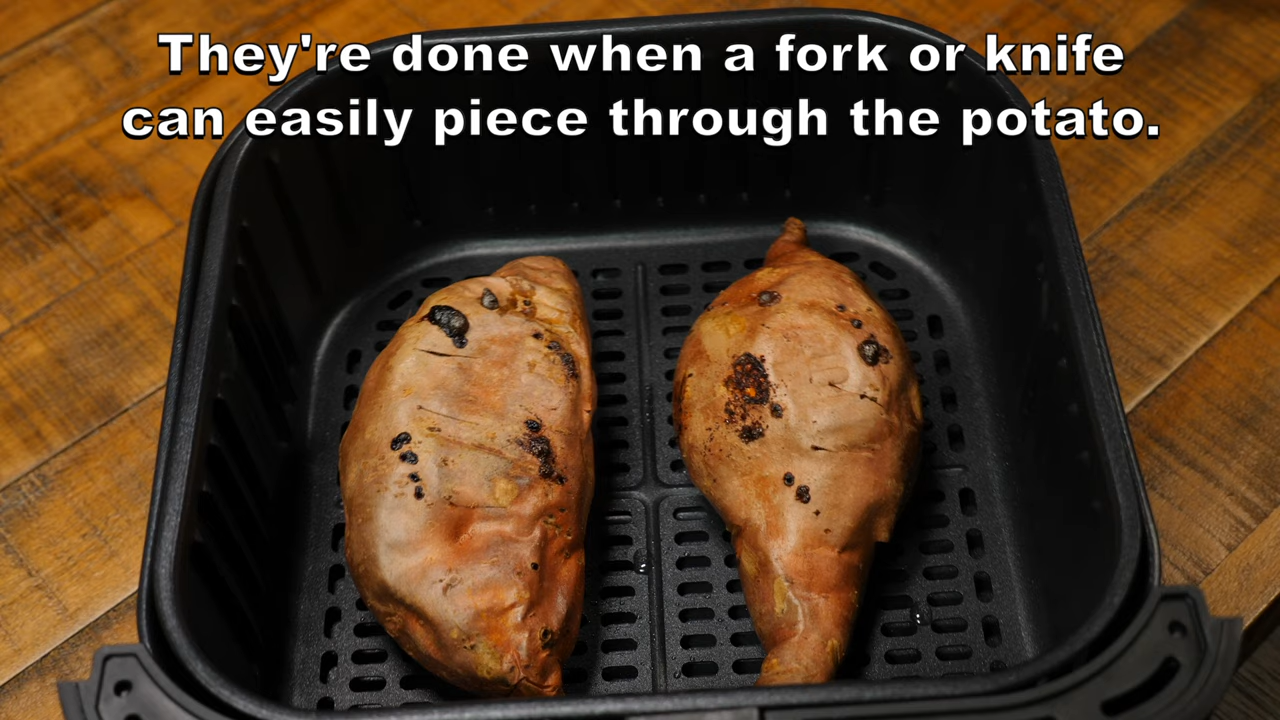 They're done when a fork or knife
can easily piece through the potato.